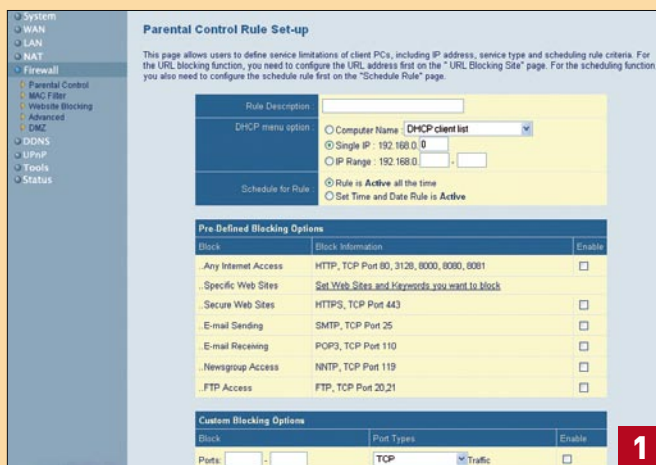 System
WAN
LAN
NAT
Firewall
Parental Control
MAC Filter
Website Blocking
Advanced
DMZ
DDNS
UPnP
Tools
Status
Parental Control Rule Set-up
This page allows users to define service limitations of client PCs, including IP address, service type and scheduling rule criteria. For
the URL blocking function, you need to configure the URL address first on the " URL Blocking Site" page. For the scheduling function,
you also need to configure the schedule rule first on the "Schedule Rule" page.
Rule Description :
DHCP menu option :
Computer Name : DHCP client list
Single IP : 192.168.0. 0
IP Range : 192.168.0. -
Schedule for Rule :
Rule is Active all the time
Set Time and Date Rule is Active
Pre-Defined Blocking Options
Block Block Information Enable
..Any Internet Access HTTP, TCP Port 80, 3128, 8000, 8080, 8081
..Specific Web Sites Set Web Sites and Keywords you want to block
..Secure Web Sites HTTPS, TCP Port 443
..E-mail Sending SMTP, TCP Port 25
..E-mail Receiving POP3, TCP Port 110
..Newsgroup Access NNTP, TCP Port 119
..FTP Access FTP, TCP Port 20,21
Custom Blocking Options
Block Port Types Enable
Ports: - TCP Traffic
1